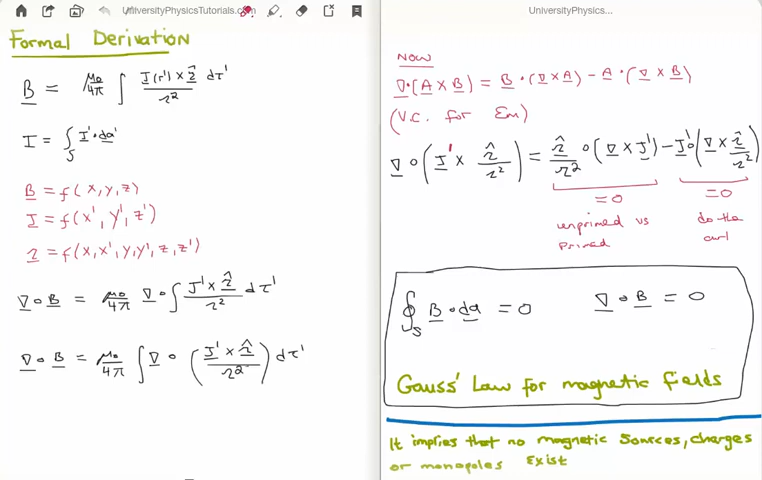 UniversityPhysicsTutorials.com
Formal Derivation
B = μ₀/4π ∫ J(r') × r̂ / r² dτ'
I = ∫_S J' · da'
B = f(x, y, z)
J = f(x', y', z')
r = f(x, x', y, y', z, z')
∇ · B = μ₀/4π ∇ · ∫ J' × r̂ / r² dτ'
∇ · B = μ₀/4π ∫ ∇ · (J' × r̂ / r²) dτ'
UniversityPhysics...
Now
∇ · (A × B) = B · (∇ × A) − A · (∇ × B)
(V.C. for Em)
∇ · (J' × r̂ / r²) = r̂ / r² · (∇ × J') − J' · (∇ × r̂ / r²)
=0 =0
unprimed vs do the
Primed curl
∮_S B · da = 0 ∇ · B = 0
Gauss' Law for magnetic fields
It implies that no magnetic Sources, charges
or monopoles Exist